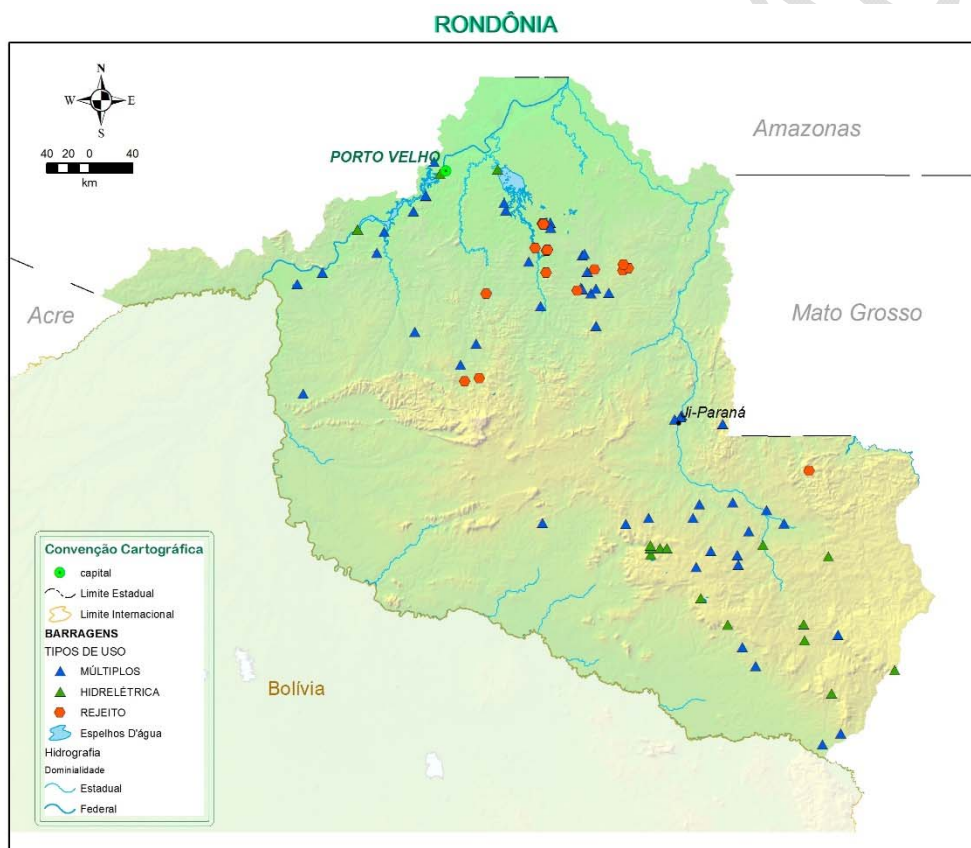 RONDÔNIA
N
W
E
S
40 20 0 40
km
PORTO VELHO
Amazonas
Acre
Mato Grosso
Ji-Paraná
Bolívia
Convenção Cartográfica
capital
Limite Estadual
Limite Internacional
BARRAGENS
TIPOS DE USO
MÚLTIPLOS
HIDRELÉTRICA
REJEITO
Espelhos D'água
Hidrografia
Dominialidade
Estadual
Federal